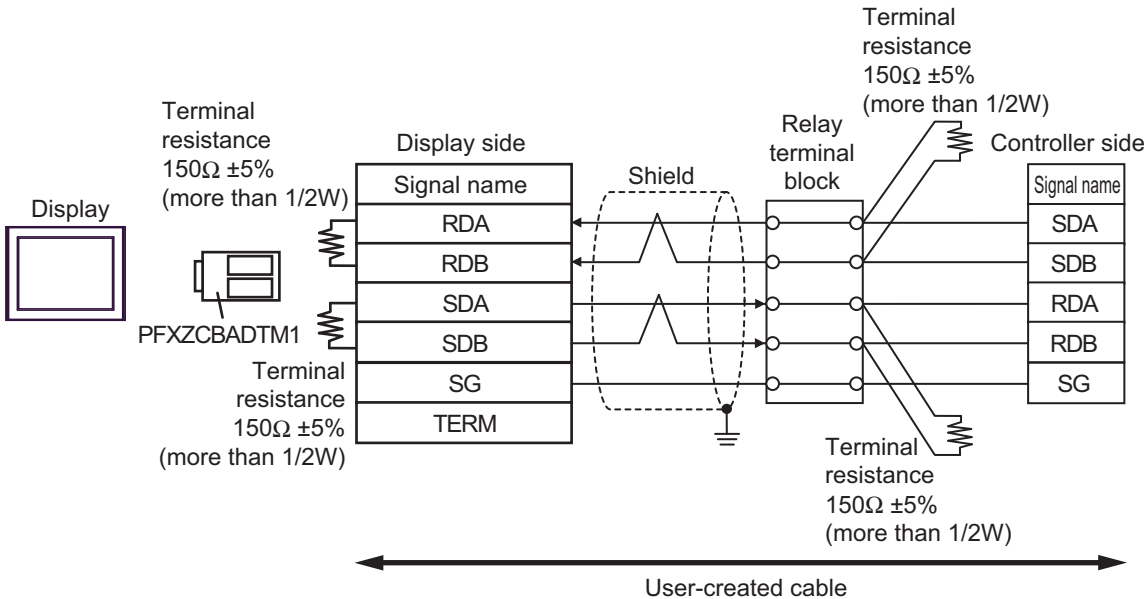 Terminal
resistance
150Ω ±5%
(more than 1/2W)
Terminal
resistance
150Ω ±5%
(more than 1/2W)
Display side
Relay
terminal
block
Controller side
Signal name
Shield
Signal name
Display
RDA
SDA
RDB
SDB
SDA
RDA
PFXZCBADTM1
SDB
RDB
Terminal
resistance
150Ω ±5%
(more than 1/2W)
SG
SG
TERM
Terminal
resistance
150Ω ±5%
(more than 1/2W)
User-created cable